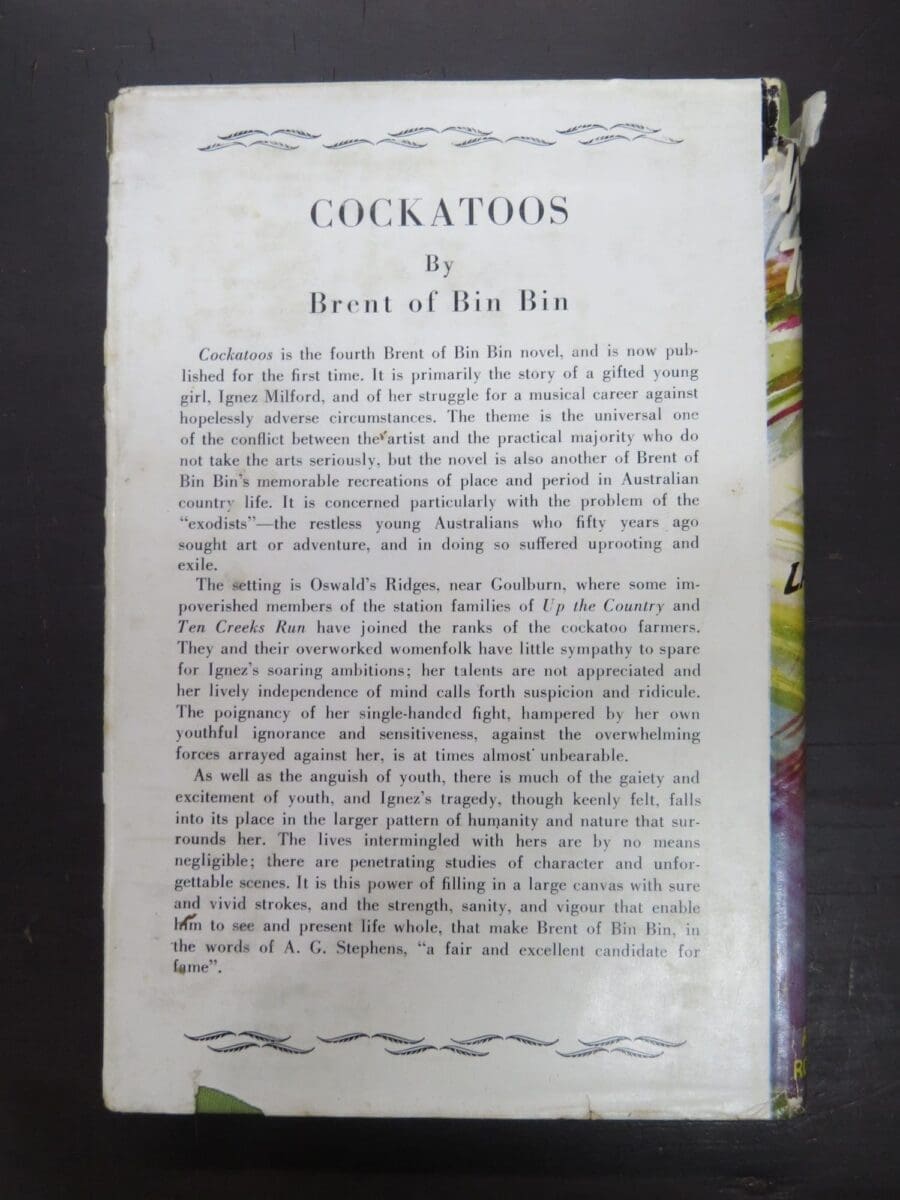 COCKATOOS
By
Brent of Bin Bin
Cockatoos is the fourth Brent of Bin Bin novel, and is now pub-
lished for the first time. It is primarily the story of a gifted young
girl, Ignez Milford, and of her struggle for a musical career against
hopelessly adverse circumstances. The theme is the universal one
of the conflict between the artist and the practical majority who do
not take the arts seriously, but the novel is also another of Brent of
Bin Bin's memorable recreations of place and period in Australian
country life. It is concerned particularly with the problem of the
“exodists”—the restless young Australians who fifty years ago
sought art or adventure, and in doing so suffered uprooting and
exile.
The setting is Oswald's Ridges, near Goulburn, where some im-
poverished members of the station families of Up the Country and
Ten Creeks Run have joined the ranks of the cockatoo farmers.
They and their overworked womenfolk have little sympathy to spare
for Ignez's soaring ambitions; her talents are not appreciated and
her lively independence of mind calls forth suspicion and ridicule.
The poignancy of her single-handed fight, hampered by her own
youthful ignorance and sensitiveness, against the overwhelming
forces arrayed against her, is at times almost unbearable.
As well as the anguish of youth, there is much of the gaiety and
excitement of youth, and Ignez's tragedy, though keenly felt, falls
into its place in the larger pattern of humanity and nature that sur-
rounds her. The lives intermingled with hers are by no means
negligible; there are penetrating studies of character and unfor-
gettable scenes. It is this power of filling in a large canvas with sure
and vivid strokes, and the strength, sanity, and vigour that enable
him to see and present life whole, that make Brent of Bin Bin, in
the words of A. G. Stephens, “a fair and excellent candidate for
fame”.